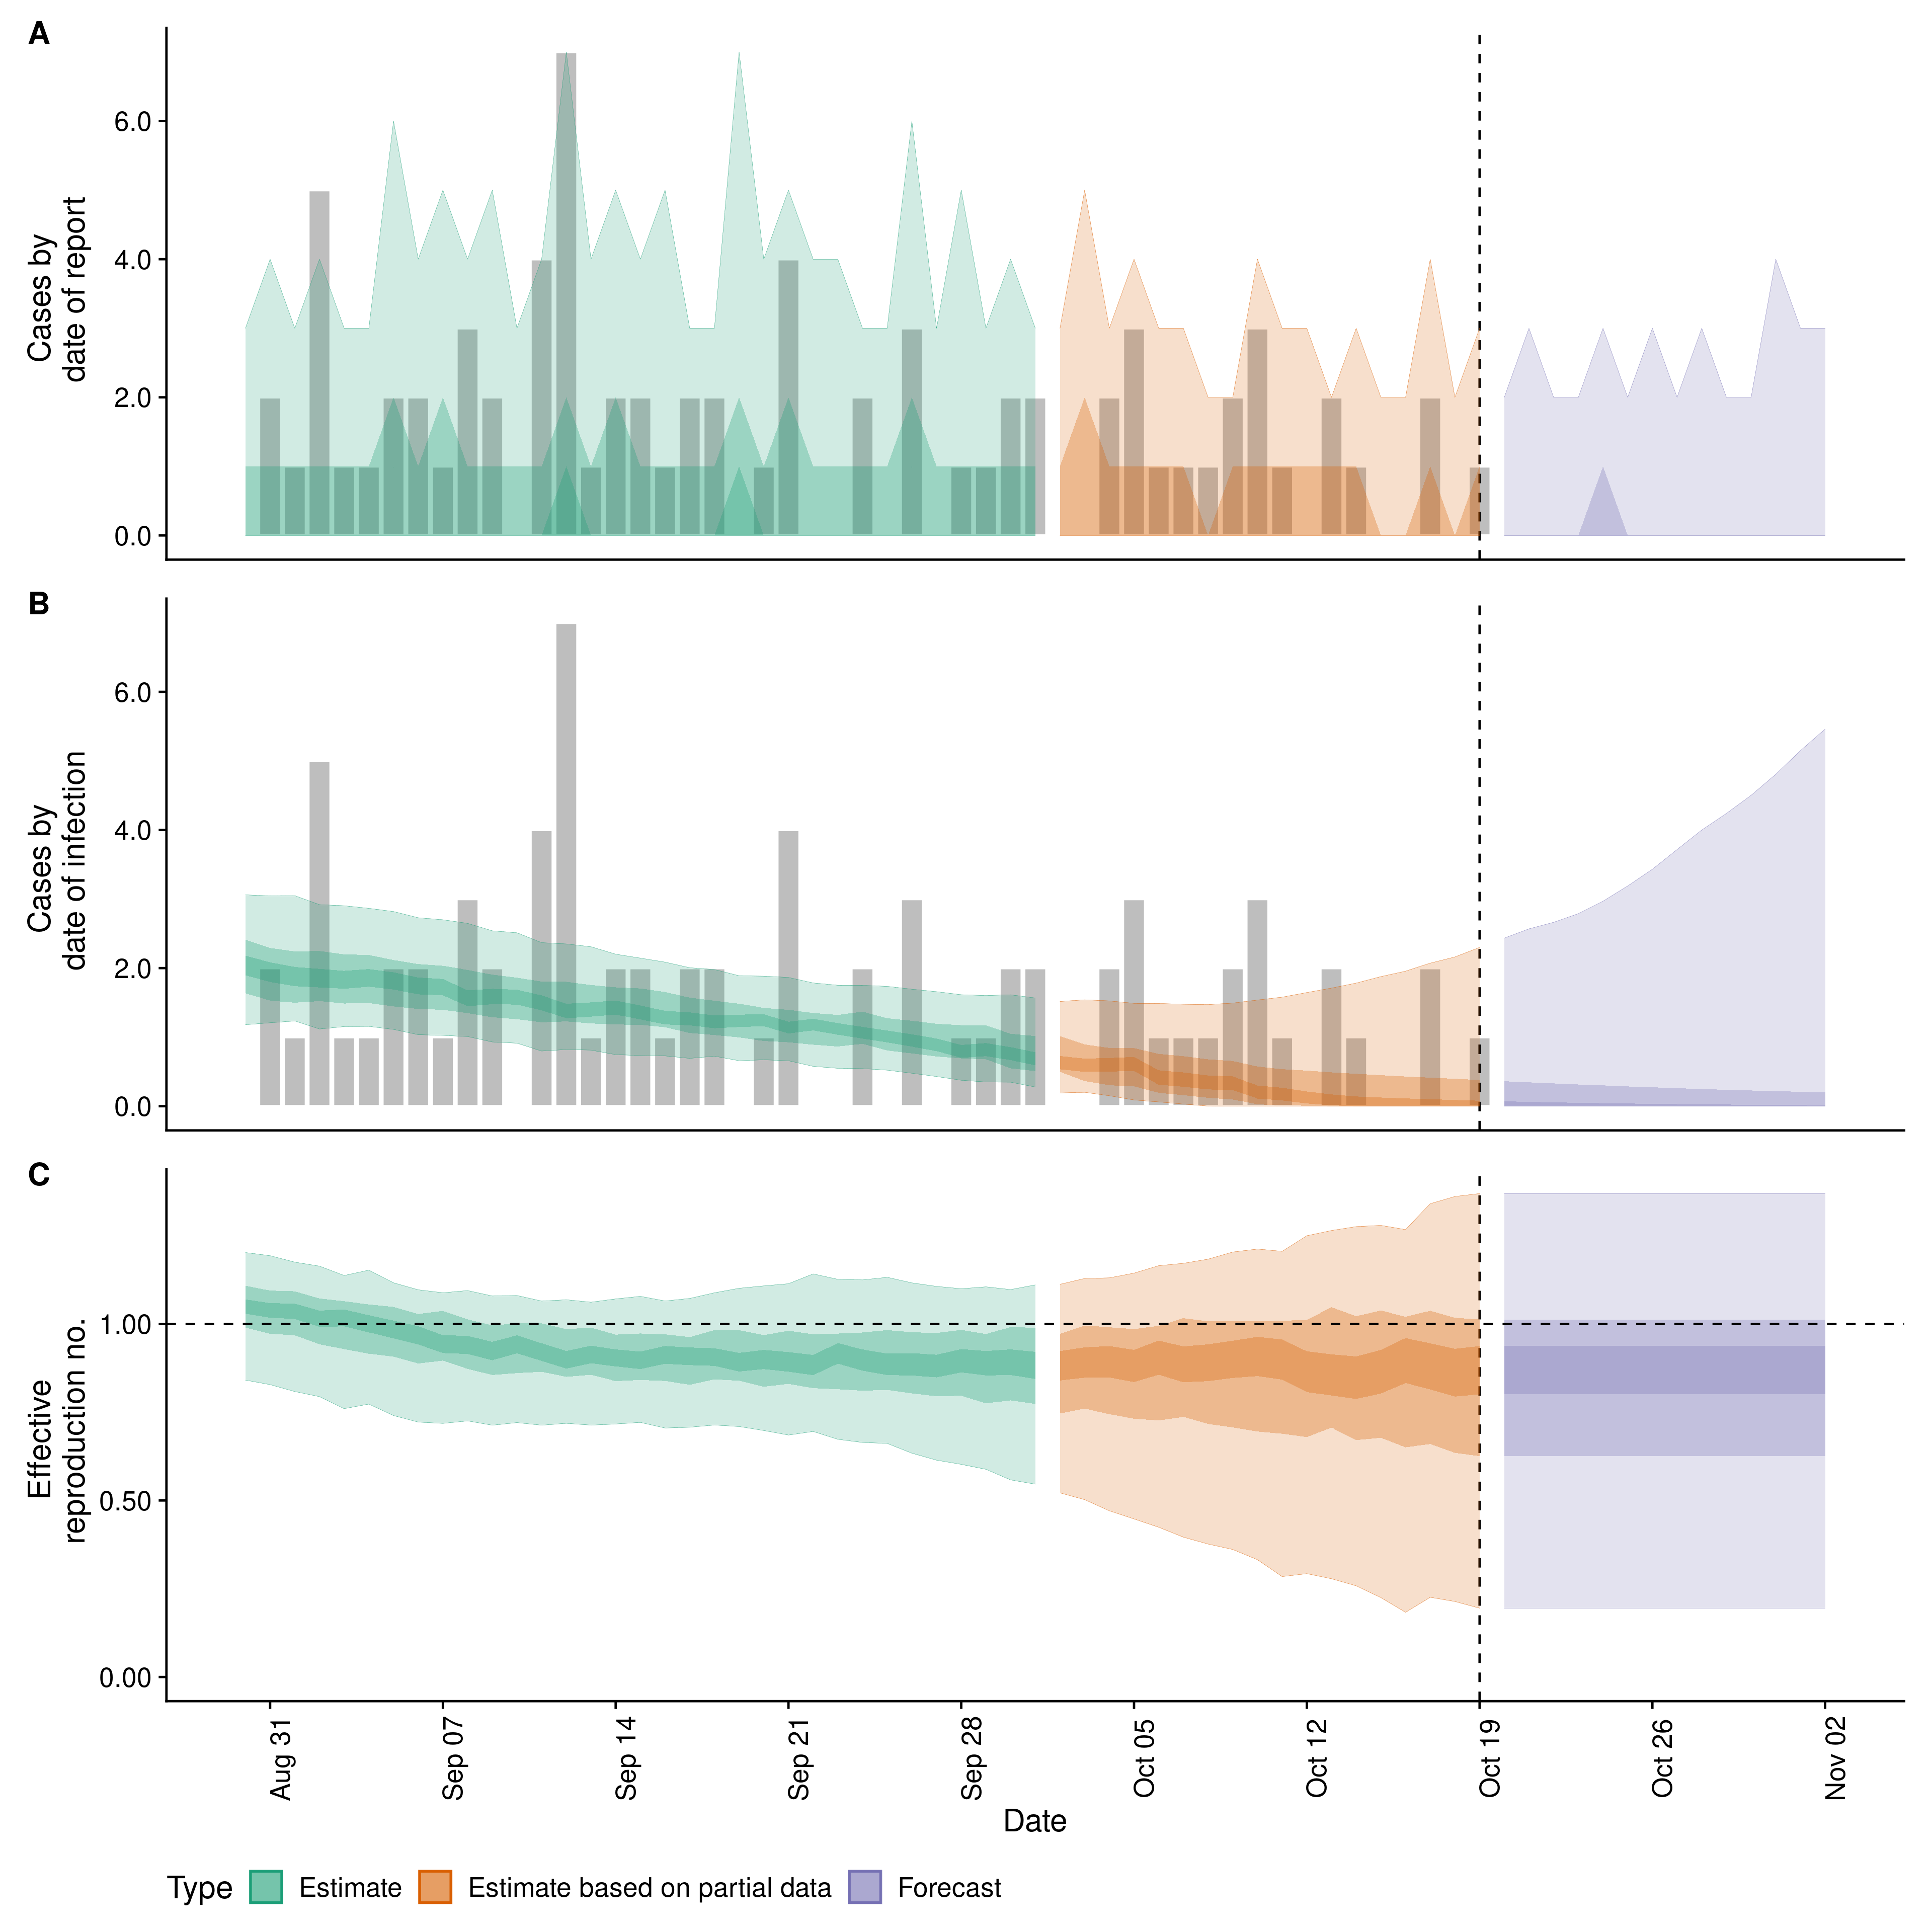 A
Cases by
date of report
6.0
4.0
2.0
0.0
B
Cases by
date of infection
6.0
4.0
2.0
0.0
C
Effective
reproduction no.
1.00
0.50
0.00
Aug 31
Sep 07
Sep 14
Sep 21
Sep 28
Oct 05
Oct 12
Oct 19
Oct 26
Nov 02
Date
Type Estimate Estimate based on partial data Forecast